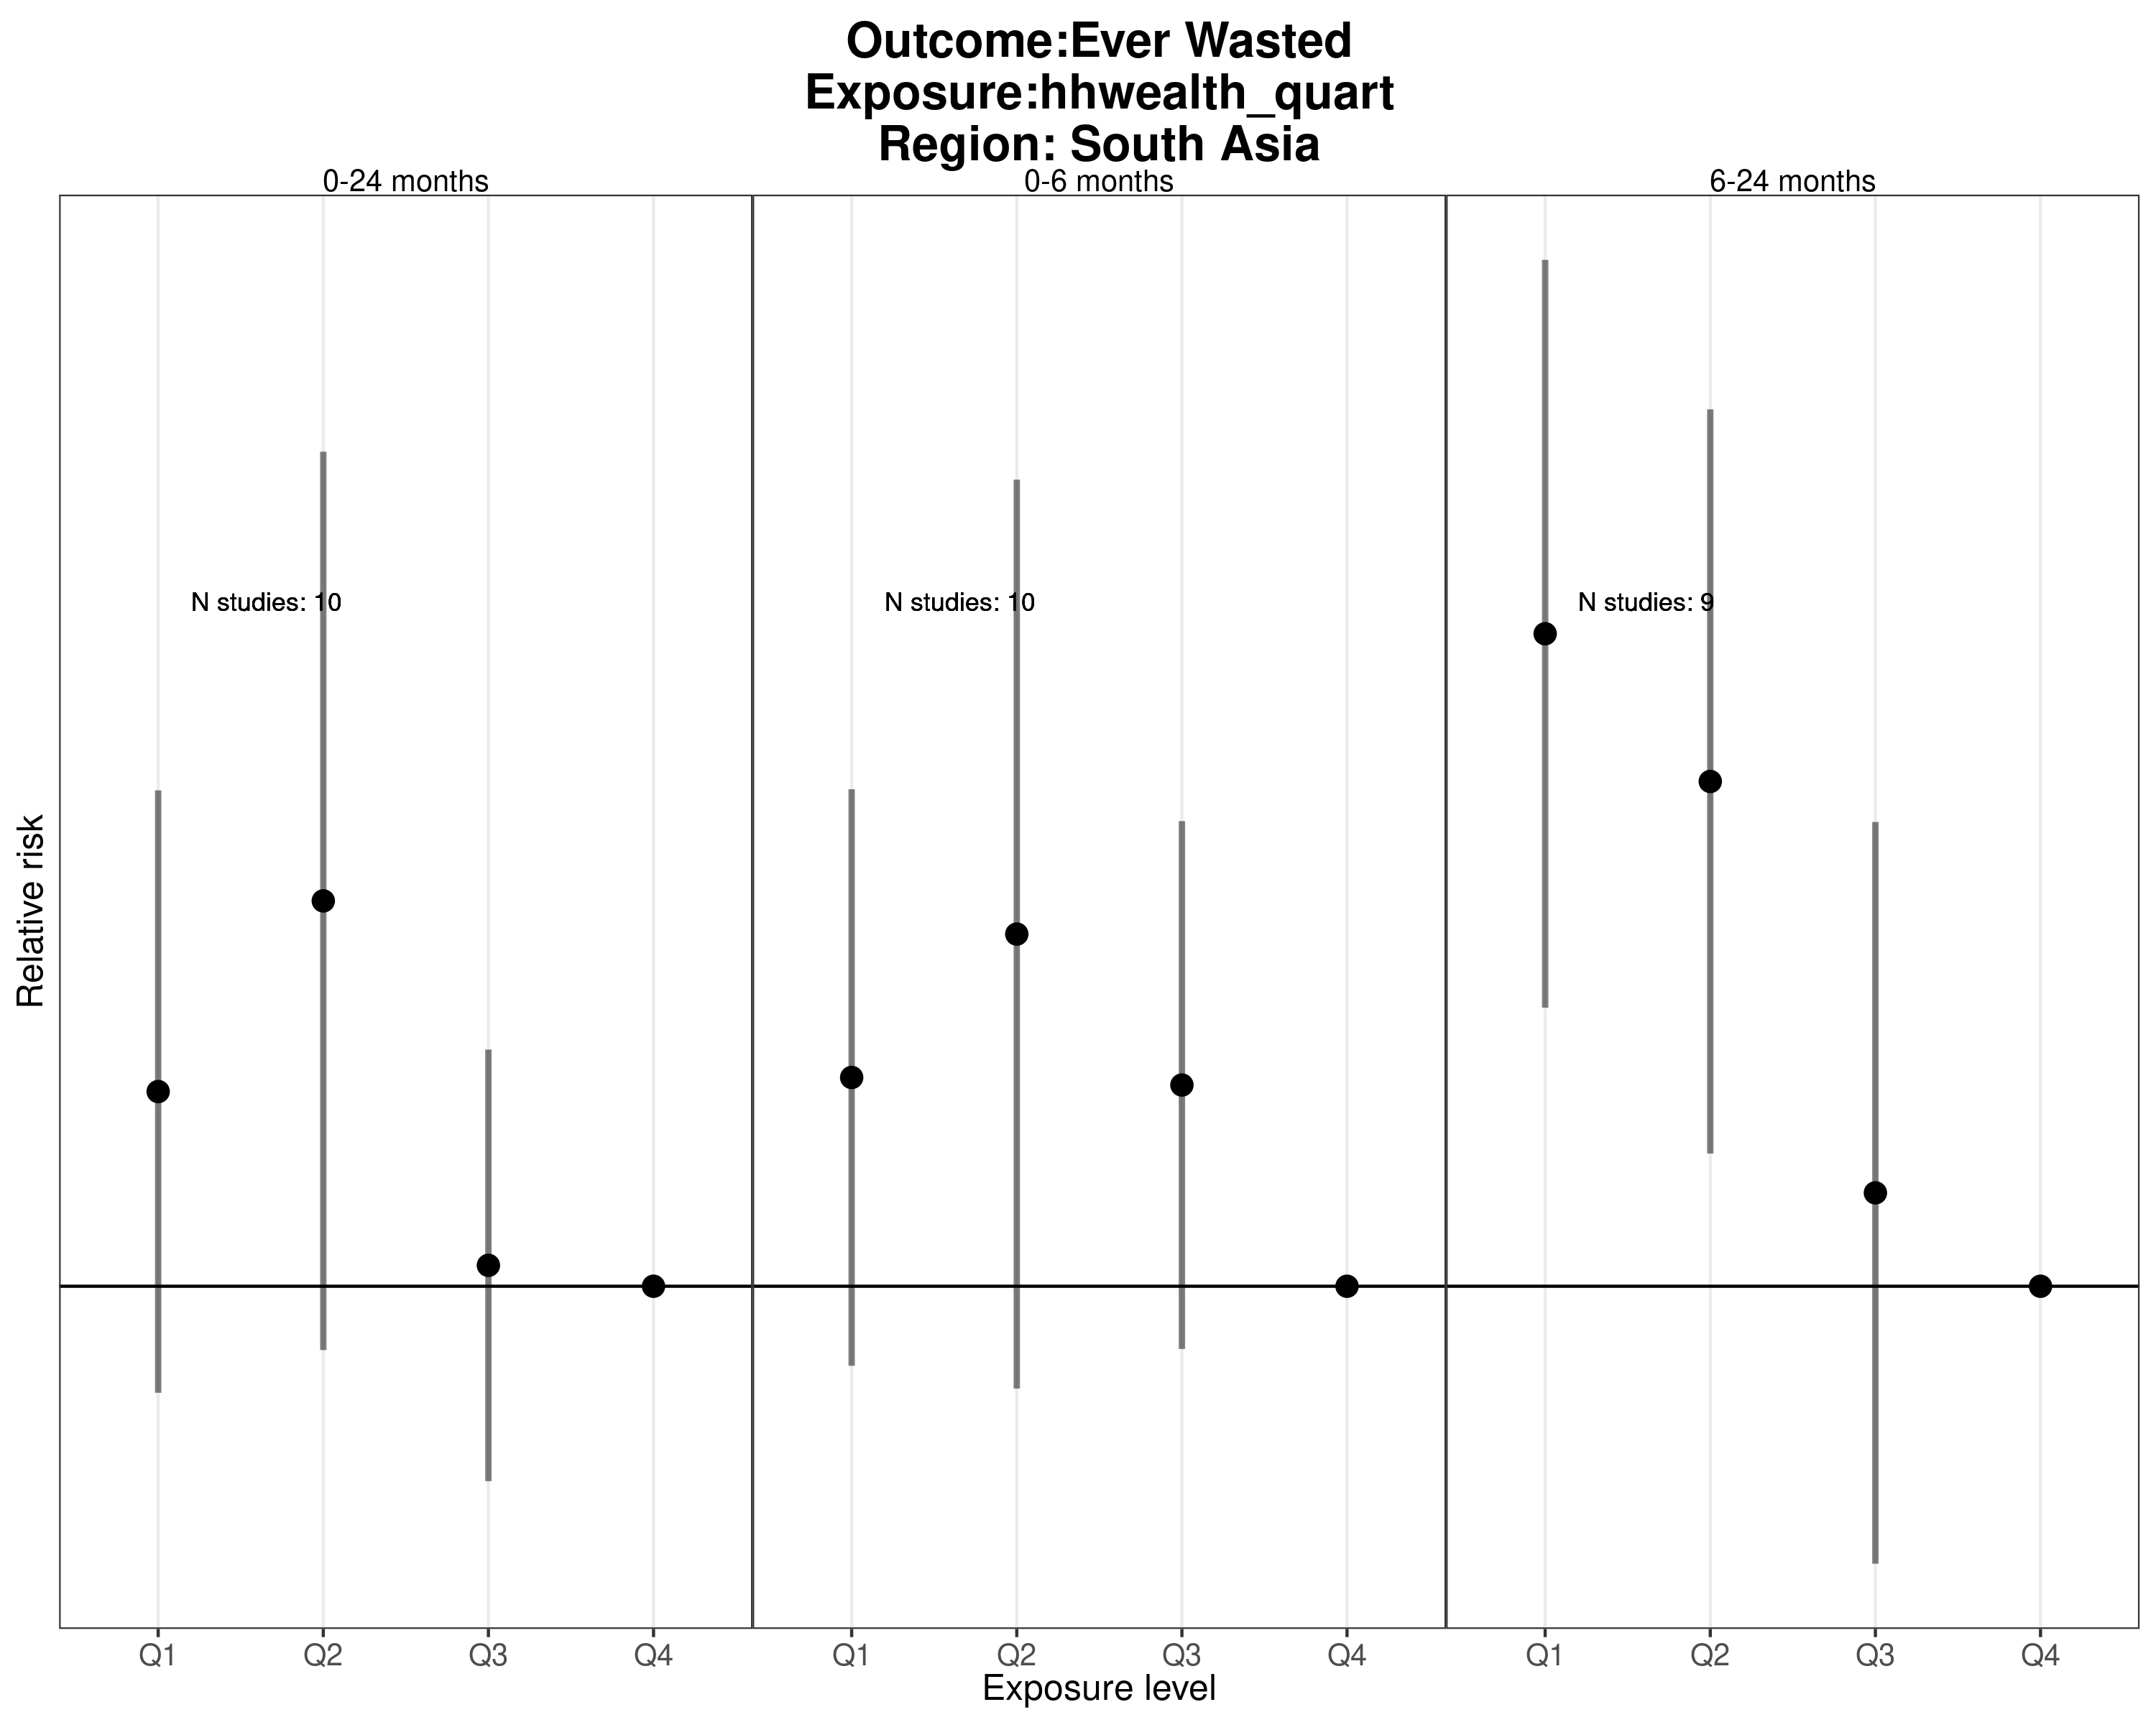 Outcome:Ever Wasted
Exposure:hhwealth_quart
Region: South Asia
0-24 months
0-6 months
6-24 months
N studies: 10
N studies: 10
N studies: 9
Relative risk
Q1 Q2 Q3 Q4
Q1 Q2 Q3 Q4
Q1 Q2 Q3 Q4
Exposure level